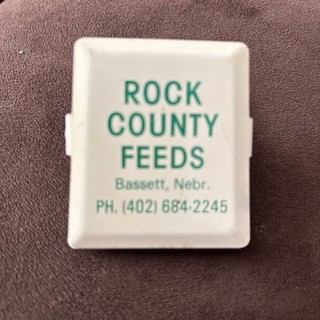 ROCK
COUNTY
FEEDS
Bassett, Nebr.
PH. (402) 684-2245